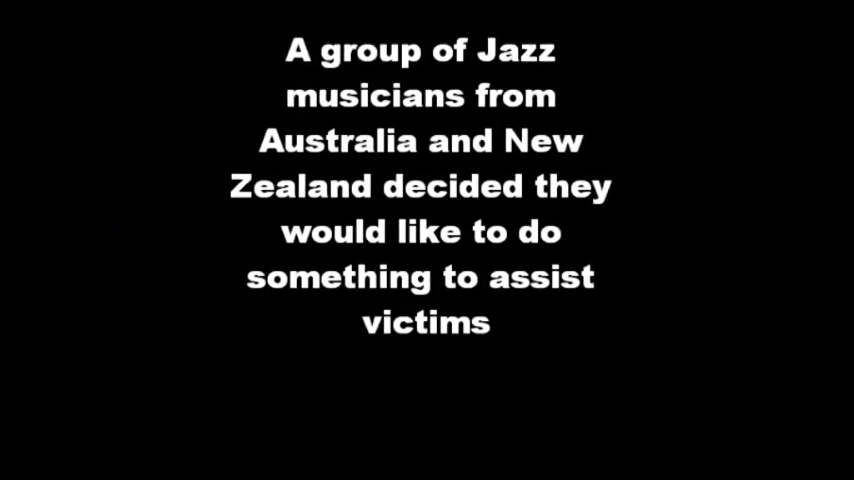 A group of Jazz
musicians from
Australia and New
Zealand decided they
would like to do
something to assist
victims